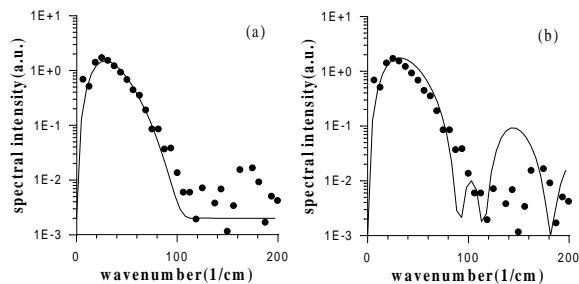 (a)
spectral intensity(a.u.)
1E+1
1E+0
1E-1
1E-2
1E-3
0
100
200
wavenumber(1/cm)
(b)
spectral intensity(a.u.)
1E+1
1E+0
1E-1
1E-2
1E-3
0
100
200
wavenumber(1/cm)